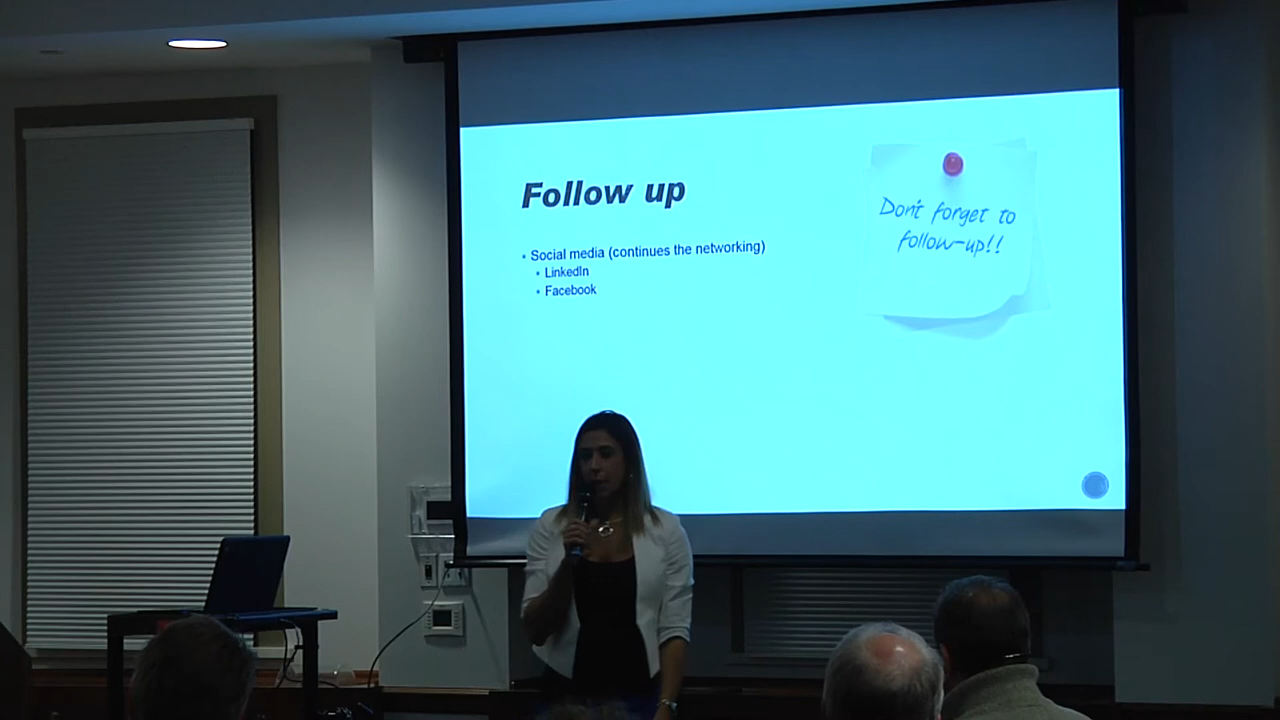 Follow up
• Social media (continues the networking)
• LinkedIn
• Facebook
Don't forget to
follow-up!!